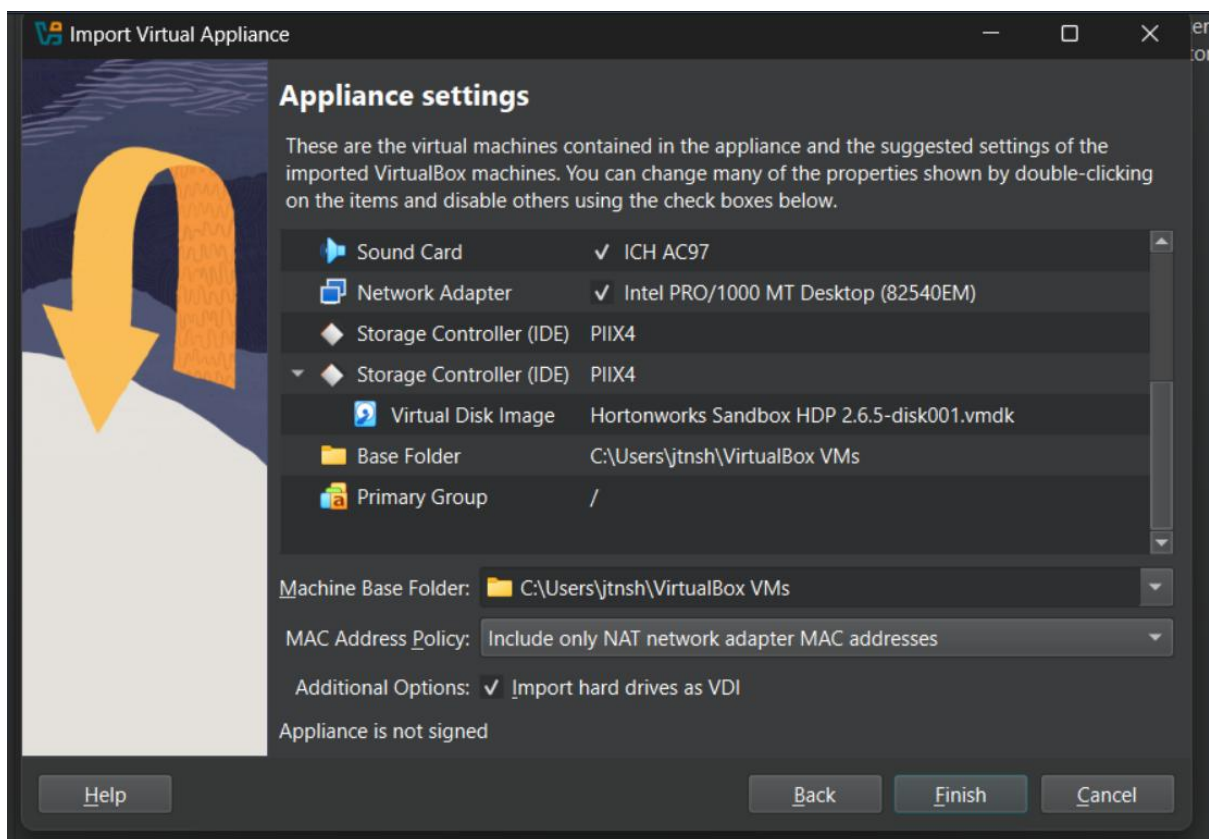 Import Virtual Appliance
er
Appliance settings
These are the virtual machines contained in the appliance and the suggested settings of the
imported VirtualBox machines. You can change many of the properties shown by double-clicking
on the items and disable others using the check boxes below.
Sound Card ✓ ICH AC97
Network Adapter ✓ Intel PRO/1000 MT Desktop (82540EM)
Storage Controller (IDE) PIIX4
Storage Controller (IDE) PIIX4
Virtual Disk Image Hortonworks Sandbox HDP 2.6.5-disk001.vmdk
Base Folder C:\Users\jtnsh\VirtualBox VMs
Primary Group /
Machine Base Folder: C:\Users\jtnsh\VirtualBox VMs
MAC Address Policy: Include only NAT network adapter MAC addresses
Additional Options: ✓ Import hard drives as VDI
Appliance is not signed
Help Back Finish Cancel